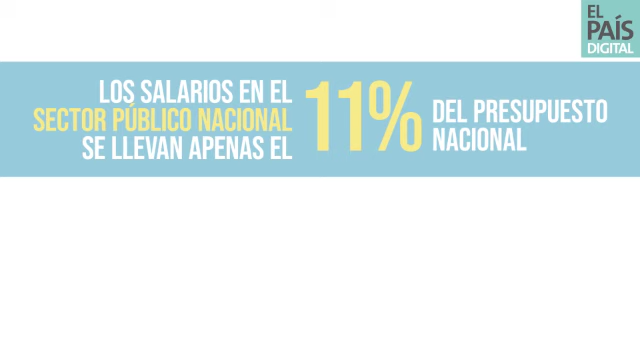 EL
PAÍS
DIGITAL
LOS SALARIOS EN EL
SECTOR PÚBLICO NACIONAL
SE LLEVAN APENAS EL
11%
DEL PRESUPUESTO
NACIONAL